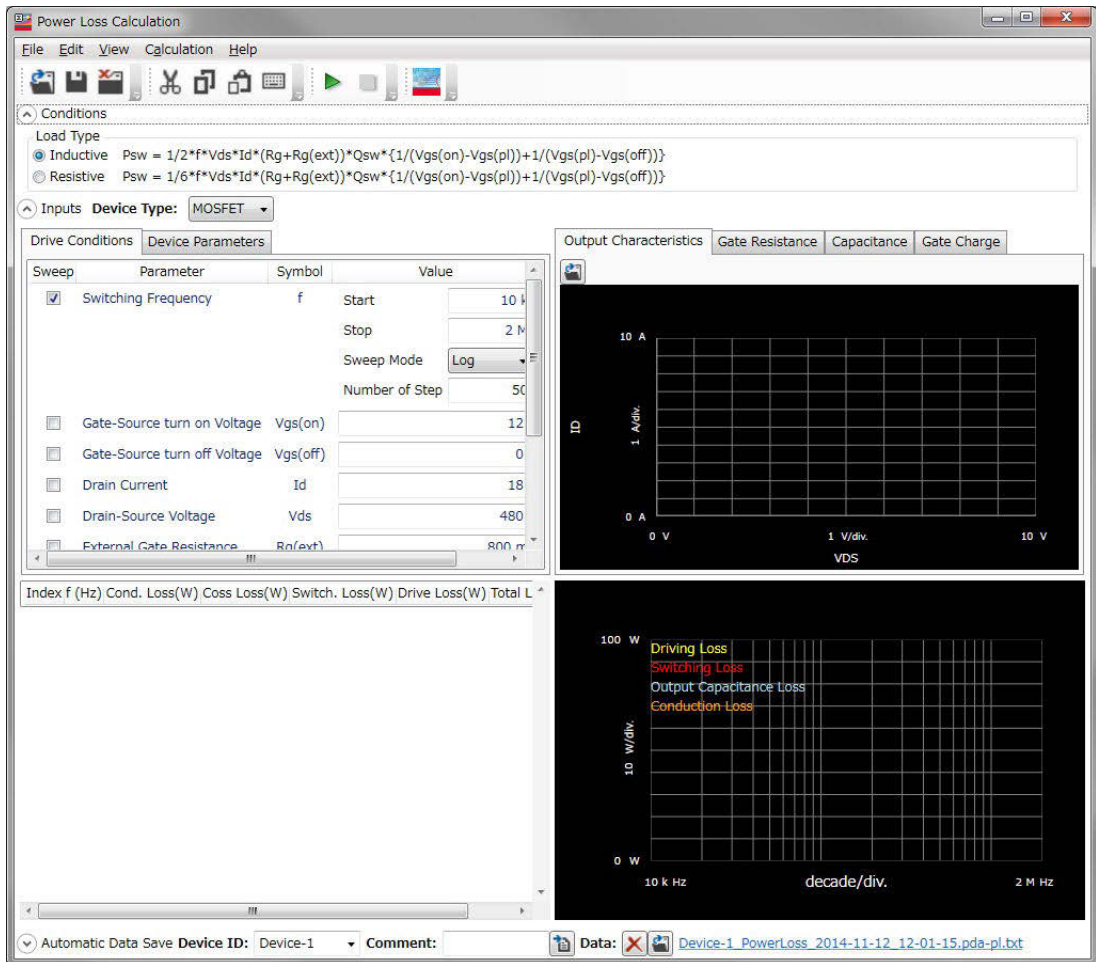 Power Loss Calculation
File Edit View Calculation Help
Conditions
Load Type
Inductive Psw = 1/2*f*Vds*Id*(Rg+Rg(ext))*Qsw*{1/(Vgs(on)-Vgs(pl))+1/(Vgs(pl)-Vgs(off))}
Resistive Psw = 1/6*f*Vds*Id*(Rg+Rg(ext))*Qsw*{1/(Vgs(on)-Vgs(pl))+1/(Vgs(pl)-Vgs(off))}
Inputs Device Type: MOSFET
Drive Conditions Device Parameters
Sweep Parameter Symbol Value
Switching Frequency f Start 10 k
Stop 2 M
Sweep Mode Log
Number of Step 50
Gate-Source turn on Voltage Vgs(on) 12
Gate-Source turn off Voltage Vgs(off) 0
Drain Current Id 18
Drain-Source Voltage Vds 480
External Gate Resistance Rg(ext) 800 m
Output Characteristics Gate Resistance Capacitance Gate Charge
10 A
ID
1 A/div.
0 A
0 V 1 V/div. 10 V
VDS
Index f (Hz) Cond. Loss(W) Coss Loss(W) Switch. Loss(W) Drive Loss(W) Total L
100 W
Driving Loss
Switching Loss
Output Capacitance Loss
Conduction Loss
10 W/div.
0 W
10 k Hz decade/div. 2 M Hz
Automatic Data Save Device ID: Device-1 Comment: Data: Device-1_PowerLoss_2014-11-12_12-01-15.pda-pl.txt